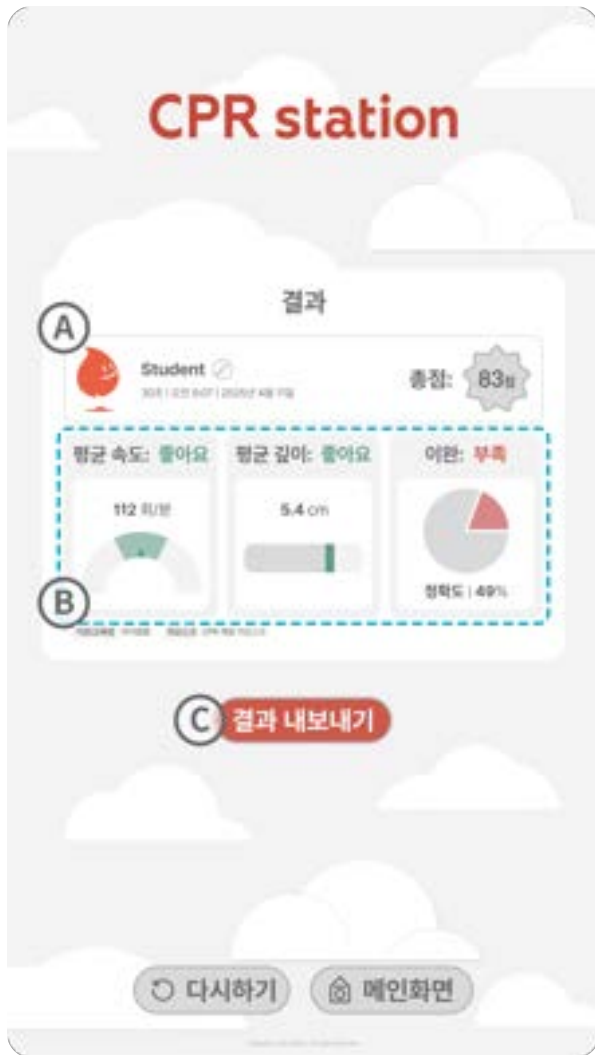 CPR station
결과
A
Student
총점: 83점
평균 속도: 좋아요
평균 깊이: 좋아요
이완: 부족
112 회/분
5.4 cm
정확도 | 49%
B
C
결과 내보내기
다시하기
메인화면